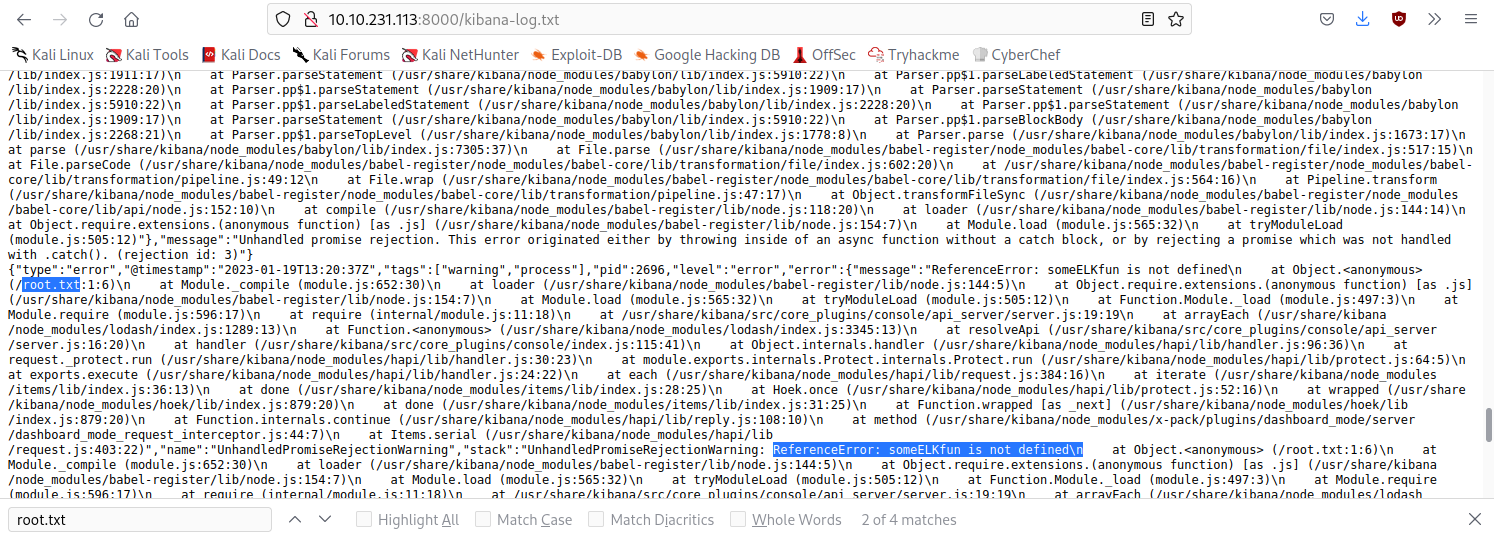 10.10.231.113:8000/kibana-log.txt
Kali Linux Kali Tools Kali Docs Kali Forums Kali NetHunter Exploit-DB Google Hacking DB OffSec Tryhackme CyberChef
/lib/index.js:1911:17)\n    at Parser.parseStatement (/usr/share/kibana/node_modules/babylon/lib/index.js:5910:22)\n    at Parser.pp$1.parseLabeledStatement (/usr/share/kibana/node_modules/babylon
/lib/index.js:2228:20)\n    at Parser.pp$1.parseStatement (/usr/share/kibana/node_modules/babylon/lib/index.js:1909:17)\n    at Parser.parseStatement (/usr/share/kibana/node_modules/babylon
/lib/index.js:5910:22)\n    at Parser.pp$1.parseLabeledStatement (/usr/share/kibana/node_modules/babylon/lib/index.js:2228:20)\n    at Parser.pp$1.parseStatement (/usr/share/kibana/node_modules/babylon
/lib/index.js:1909:17)\n    at Parser.parseStatement (/usr/share/kibana/node_modules/babylon/lib/index.js:5910:22)\n    at Parser.pp$1.parseBlockBody (/usr/share/kibana/node_modules/babylon
/lib/index.js:2268:21)\n    at Parser.pp$1.parseTopLevel (/usr/share/kibana/node_modules/babylon/lib/index.js:1778:8)\n    at Parser.parse (/usr/share/kibana/node_modules/babylon/lib/index.js:1673:17)\n
at parse (/usr/share/kibana/node_modules/babylon/lib/index.js:7305:37)\n    at File.parse (/usr/share/kibana/node_modules/babel-register/node_modules/babel-core/lib/transformation/file/index.js:517:15)\n
at File.parseCode (/usr/share/kibana/node_modules/babel-register/node_modules/babel-core/lib/transformation/file/index.js:602:20)\n    at /usr/share/kibana/node_modules/babel-register/node_modules/babel-
core/lib/transformation/pipeline.js:49:12\n    at File.wrap (/usr/share/kibana/node_modules/babel-register/node_modules/babel-core/lib/transformation/file/index.js:564:16)\n    at Pipeline.transform
(/usr/share/kibana/node_modules/babel-register/node_modules/babel-core/lib/transformation/pipeline.js:47:17)\n    at Object.transformFileSync (/usr/share/kibana/node_modules/babel-register/node_modules
/babel-core/lib/api/node.js:152:10)\n    at compile (/usr/share/kibana/node_modules/babel-register/lib/node.js:118:20)\n    at loader (/usr/share/kibana/node_modules/babel-register/lib/node.js:144:14)\n
at Object.require.extensions.(anonymous function) [as .js] (/usr/share/kibana/node_modules/babel-register/lib/node.js:154:7)\n    at Module.load (module.js:565:32)\n    at tryModuleLoad
(module.js:505:12)"},"message":"Unhandled promise rejection. This error originated either by throwing inside of an async function without a catch block, or by rejecting a promise which was not handled
with .catch(). (rejection id: 3)"}
{"type":"error","@timestamp":"2023-01-19T13:20:37Z","tags":["warning","process"],"pid":2696,"level":"error","error":{"message":"ReferenceError: someELKfun is not defined\n    at Object.<anonymous>
(/root.txt:1:6)\n    at Module._compile (module.js:652:30)\n    at loader (/usr/share/kibana/node_modules/babel-register/lib/node.js:144:5)\n    at Object.require.extensions.(anonymous function) [as .js]
(/usr/share/kibana/node_modules/babel-register/lib/node.js:154:7)\n    at Module.load (module.js:565:32)\n    at tryModuleLoad (module.js:505:12)\n    at Function.Module._load (module.js:497:3)\n    at
Module.require (module.js:596:17)\n    at require (internal/module.js:11:18)\n    at /usr/share/kibana/src/core_plugins/console/api_server/server.js:19:19\n    at arrayEach (/usr/share/kibana
/node_modules/lodash/index.js:1289:13)\n    at Function.<anonymous> (/usr/share/kibana/node_modules/lodash/index.js:3345:13)\n    at resolveApi (/usr/share/kibana/src/core_plugins/console/api_server
/server.js:16:20)\n    at handler (/usr/share/kibana/src/core_plugins/console/index.js:115:41)\n    at Object.internals.handler (/usr/share/kibana/node_modules/hapi/lib/handler.js:96:36)\n    at
request._protect.run (/usr/share/kibana/node_modules/hapi/lib/handler.js:30:23)\n    at module.exports.internals.Protect.internals.Protect.run (/usr/share/kibana/node_modules/hapi/lib/protect.js:64:5)\n
at exports.execute (/usr/share/kibana/node_modules/hapi/lib/handler.js:24:22)\n    at each (/usr/share/kibana/node_modules/hapi/lib/request.js:384:16)\n    at iterate (/usr/share/kibana/node_modules
/items/lib/index.js:36:13)\n    at done (/usr/share/kibana/node_modules/items/lib/index.js:28:25)\n    at Hoek.once (/usr/share/kibana/node_modules/hapi/lib/protect.js:52:16)\n    at wrapped (/usr/share
/kibana/node_modules/hoek/lib/index.js:879:20)\n    at done (/usr/share/kibana/node_modules/items/lib/index.js:31:25)\n    at Function.wrapped [as _next] (/usr/share/kibana/node_modules/hoek/lib
/index.js:879:20)\n    at Function.internals.continue (/usr/share/kibana/node_modules/hapi/lib/reply.js:108:10)\n    at method (/usr/share/kibana/node_modules/x-pack/plugins/dashboard_mode/server
/dashboard_mode_request_interceptor.js:44:7)\n    at Items.serial (/usr/share/kibana/node_modules/hapi/lib
/request.js:403:22)","name":"UnhandledPromiseRejectionWarning","stack":"UnhandledPromiseRejectionWarning: ReferenceError: someELKfun is not defined\n    at Object.<anonymous> (/root.txt:1:6)\n    at
Module._compile (module.js:652:30)\n    at loader (/usr/share/kibana/node_modules/babel-register/lib/node.js:144:5)\n    at Object.require.extensions.(anonymous function) [as .js] (/usr/share/kibana
/node_modules/babel-register/lib/node.js:154:7)\n    at Module.load (module.js:565:32)\n    at tryModuleLoad (module.js:505:12)\n    at Function.Module._load (module.js:497:3)\n    at Module.require
(module.js:596:17)\n    at require (internal/module.js:11:18)\n    at /usr/share/kibana/src/core_plugins/console/api_server/server.js:19:19\n    at arrayEach (/usr/share/kibana/node_modules/lodash
root.txt Highlight All Match Case Match Diacritics Whole Words 2 of 4 matches